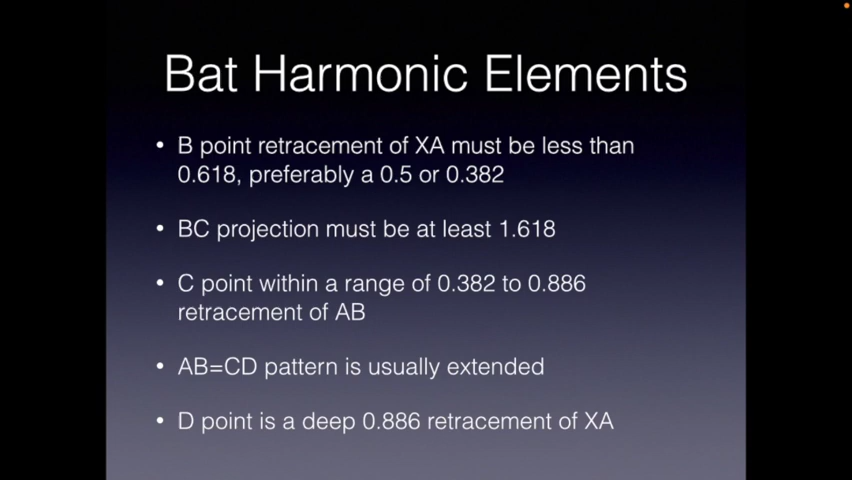 Bat Harmonic Elements
• B point retracement of XA must be less than
0.618, preferably a 0.5 or 0.382
• BC projection must be at least 1.618
• C point within a range of 0.382 to 0.886
retracement of AB
• AB=CD pattern is usually extended
• D point is a deep 0.886 retracement of XA